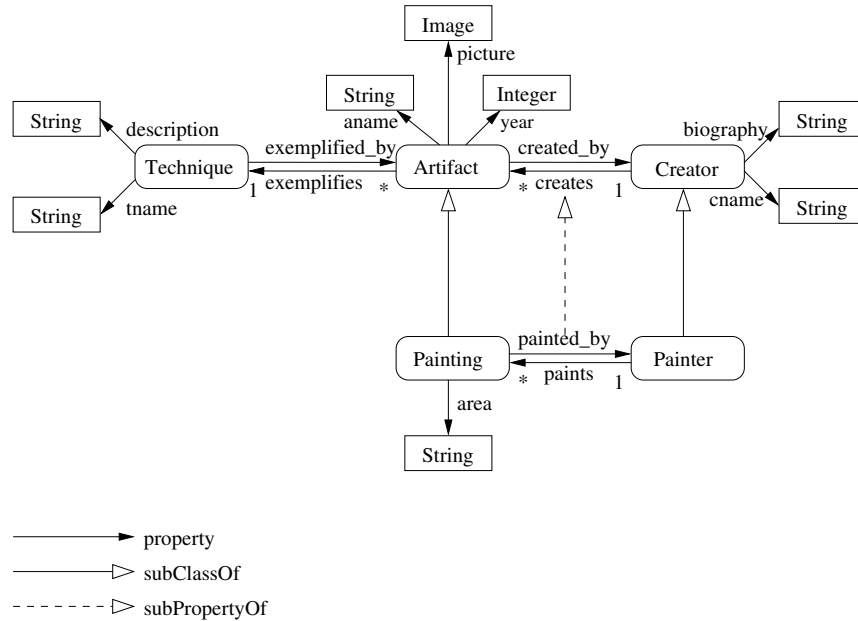 Image
picture
String
Integer
aname
year
String
description
exemplified_by
created_by
biography
String
Technique
Artifact
Creator
exemplifies
creates
1
*
*
1
String
tname
cname
String
painted_by
Painting
Painter
paints
*
1
area
String
property
subClassOf
subPropertyOf